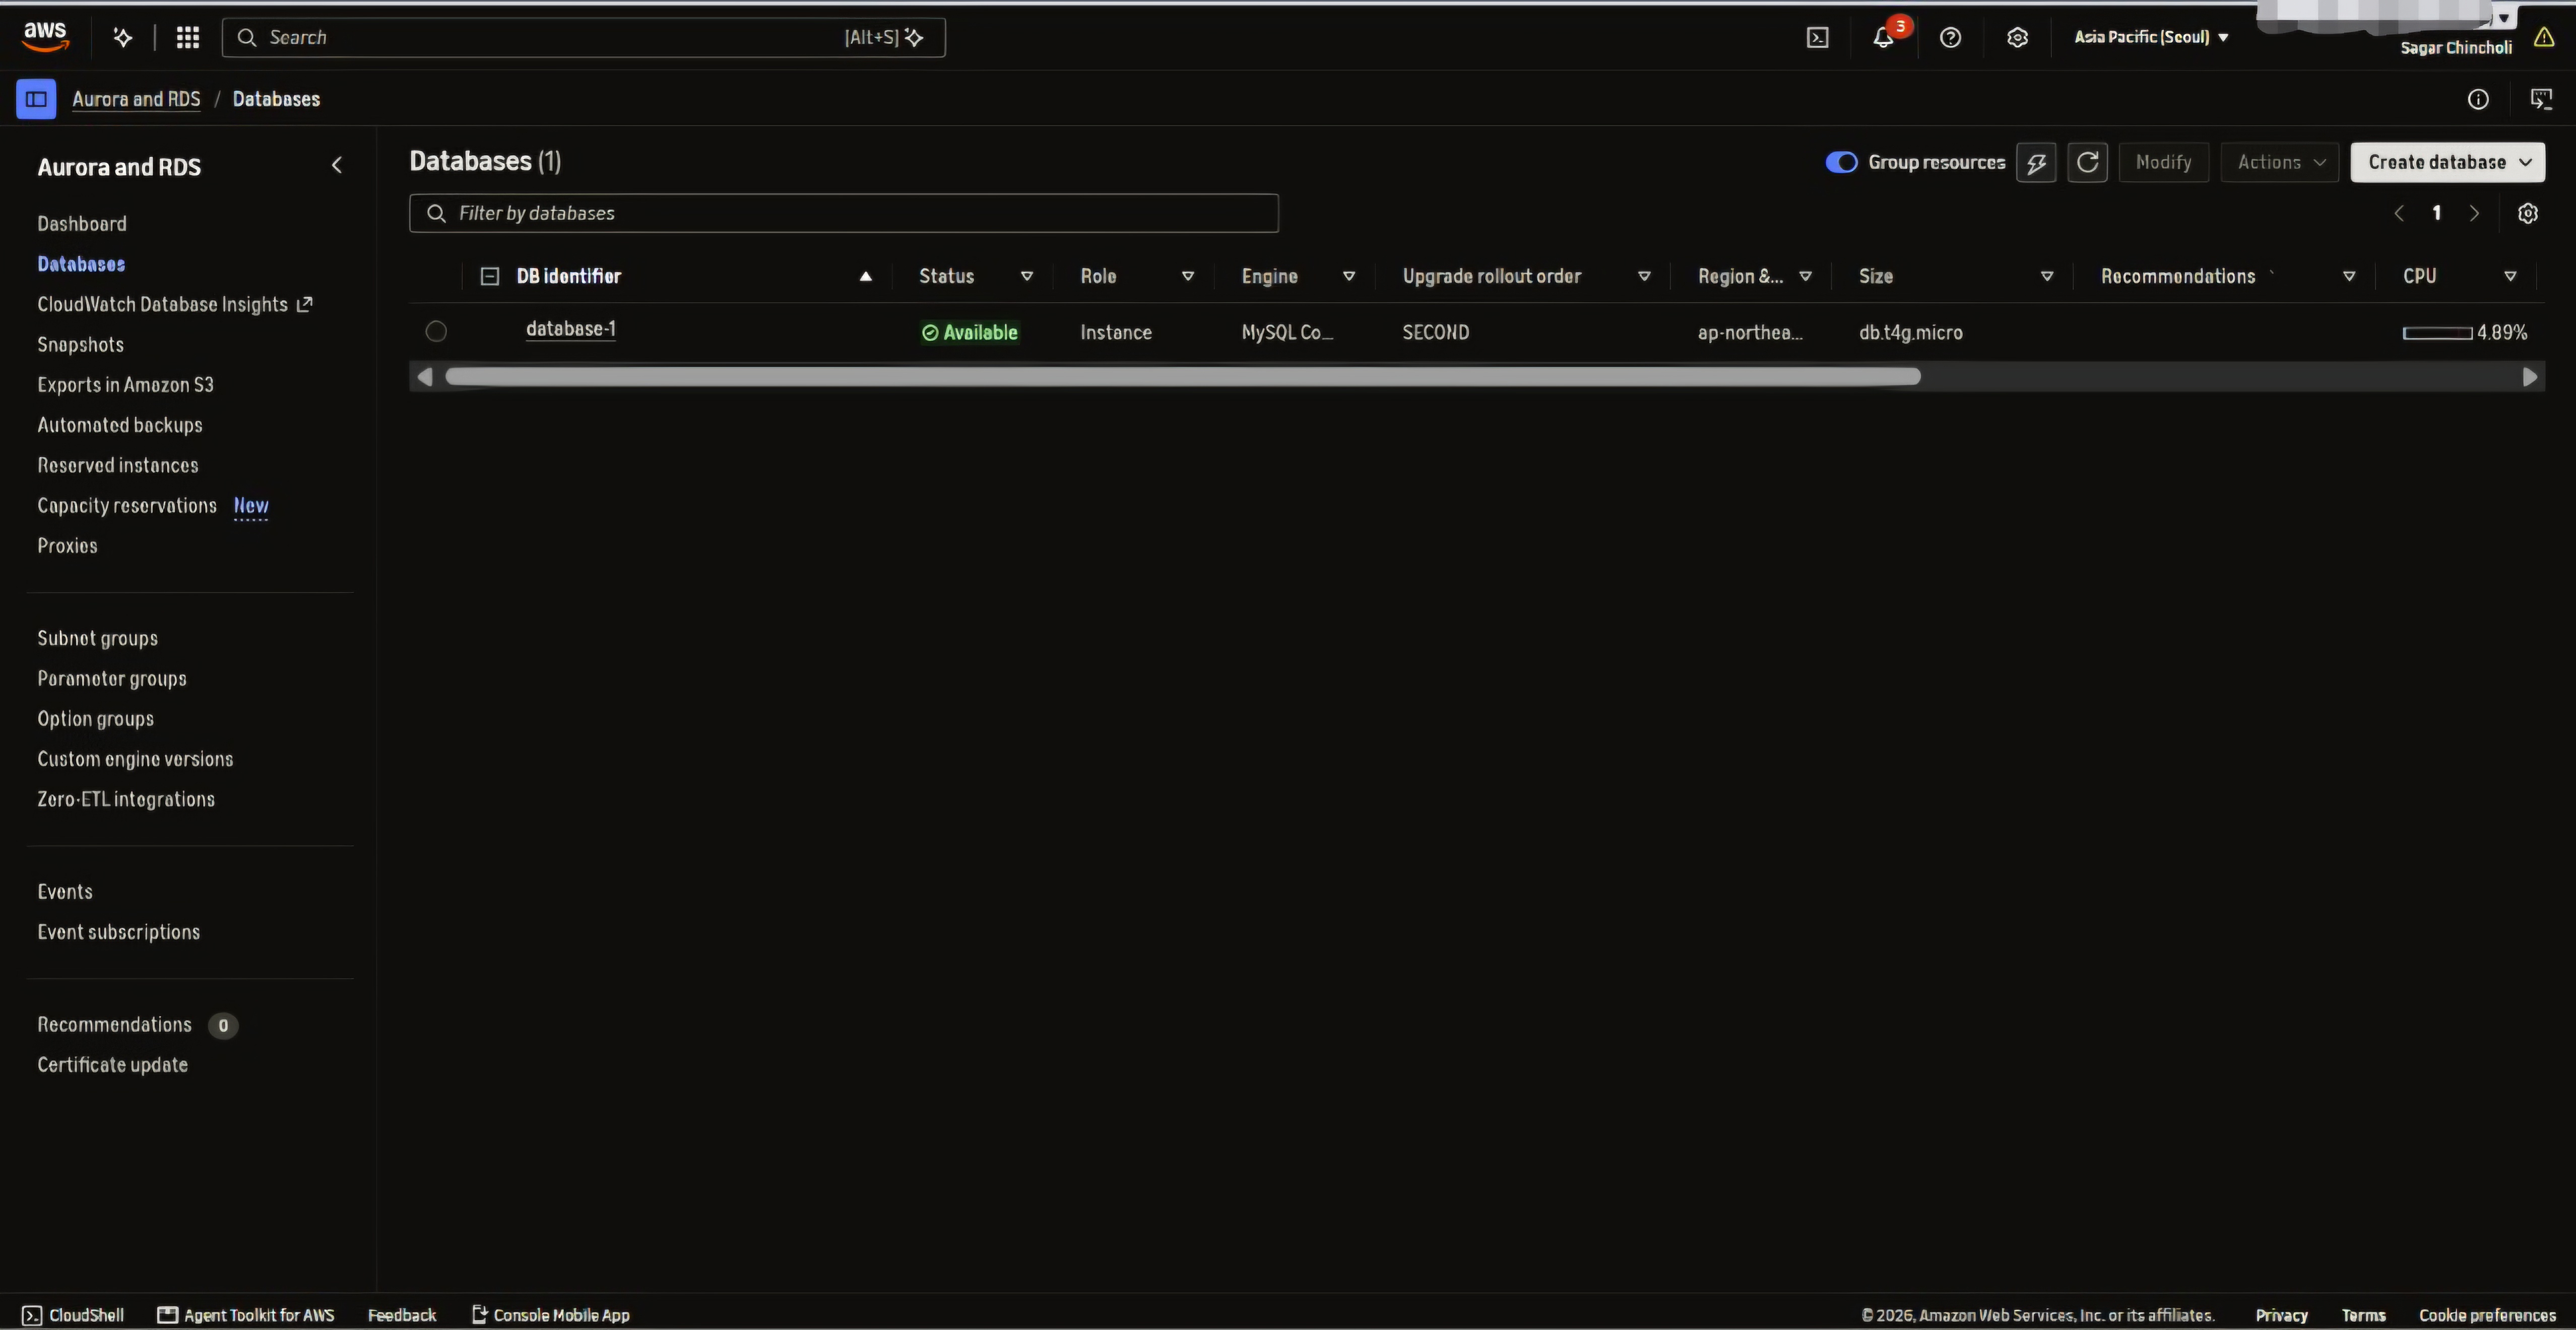 aws
Search [Alt+S]
3
Asia Pacific (Seoul)
Sagar Chincholi
Aurora and RDS / Databases
Aurora and RDS
Dashboard
Databases
CloudWatch Database Insights
Snapshots
Exports in Amazon S3
Automated backups
Reserved instances
Capacity reservations New
Proxies
Subnet groups
Parameter groups
Option groups
Custom engine versions
Zero-ETL integrations
Events
Event subscriptions
Recommendations 0
Certificate update
Databases (1)
Group resources
Modify
Actions
Create database
Filter by databases
1
DB identifier Status Role Engine Upgrade rollout order Region &... Size Recommendations CPU
database-1 Available Instance MySQL Co... SECOND ap-northea... db.t4g.micro 4.89%
CloudShell Agent Toolkit for AWS Feedback Console Mobile App
© 2026, Amazon Web Services, Inc. or its affiliates. Privacy Terms Cookie preferences